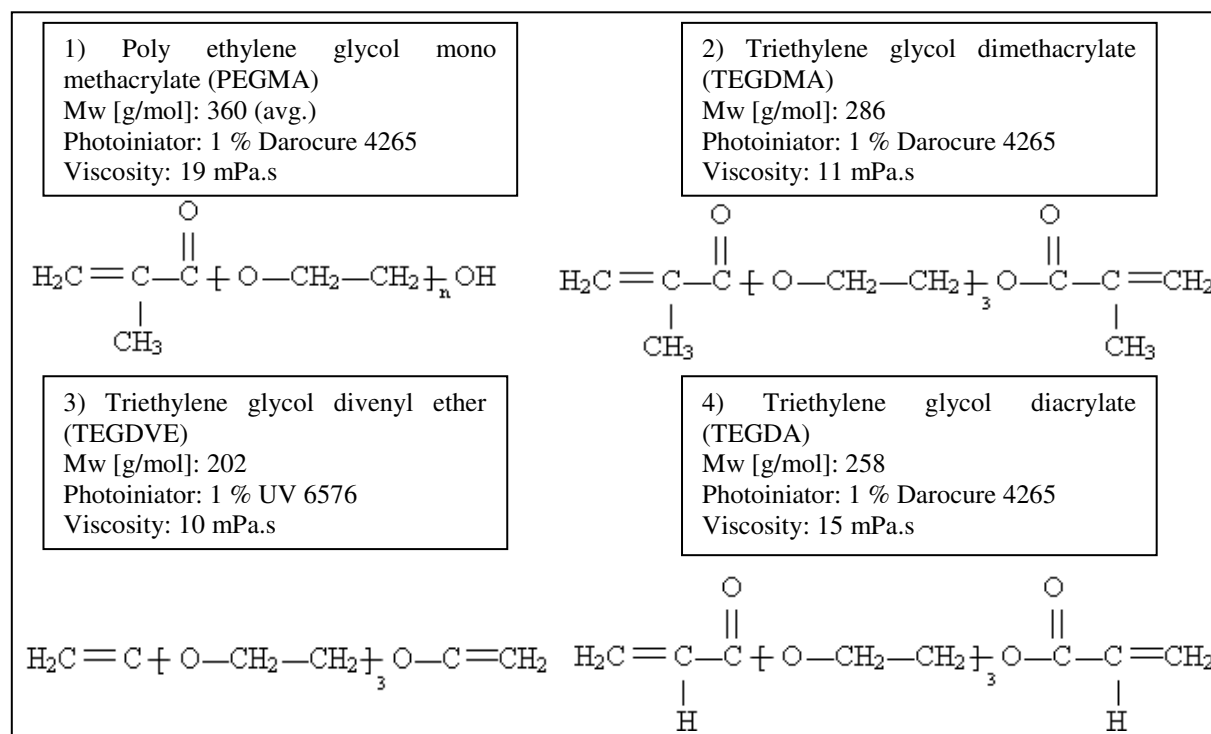 1) Poly ethylene glycol mono
methacrylate (PEGMA)
Mw [g/mol]: 360 (avg.)
Photoiniator: 1 % Darocure 4265
Viscosity: 19 mPa.s
O
H₂C=C-C-[-O-CH₂-CH₂-]ₙOH
CH₃
2) Triethylene glycol dimethacrylate
(TEGDMA)
Mw [g/mol]: 286
Photoiniator: 1 % Darocure 4265
Viscosity: 11 mPa.s
O O
H₂C=C-C-[-O-CH₂-CH₂-]₃O-C-C=CH₂
CH₃ CH₃
3) Triethylene glycol divenyl ether
(TEGDVE)
Mw [g/mol]: 202
Photoiniator: 1 % UV 6576
Viscosity: 10 mPa.s
H₂C=C-[-O-CH₂-CH₂-]₃O-C=CH₂
4) Triethylene glycol diacrylate
(TEGDA)
Mw [g/mol]: 258
Photoiniator: 1 % Darocure 4265
Viscosity: 15 mPa.s
O O
H₂C=C-C-[-O-CH₂-CH₂-]₃O-C-C=CH₂
H H